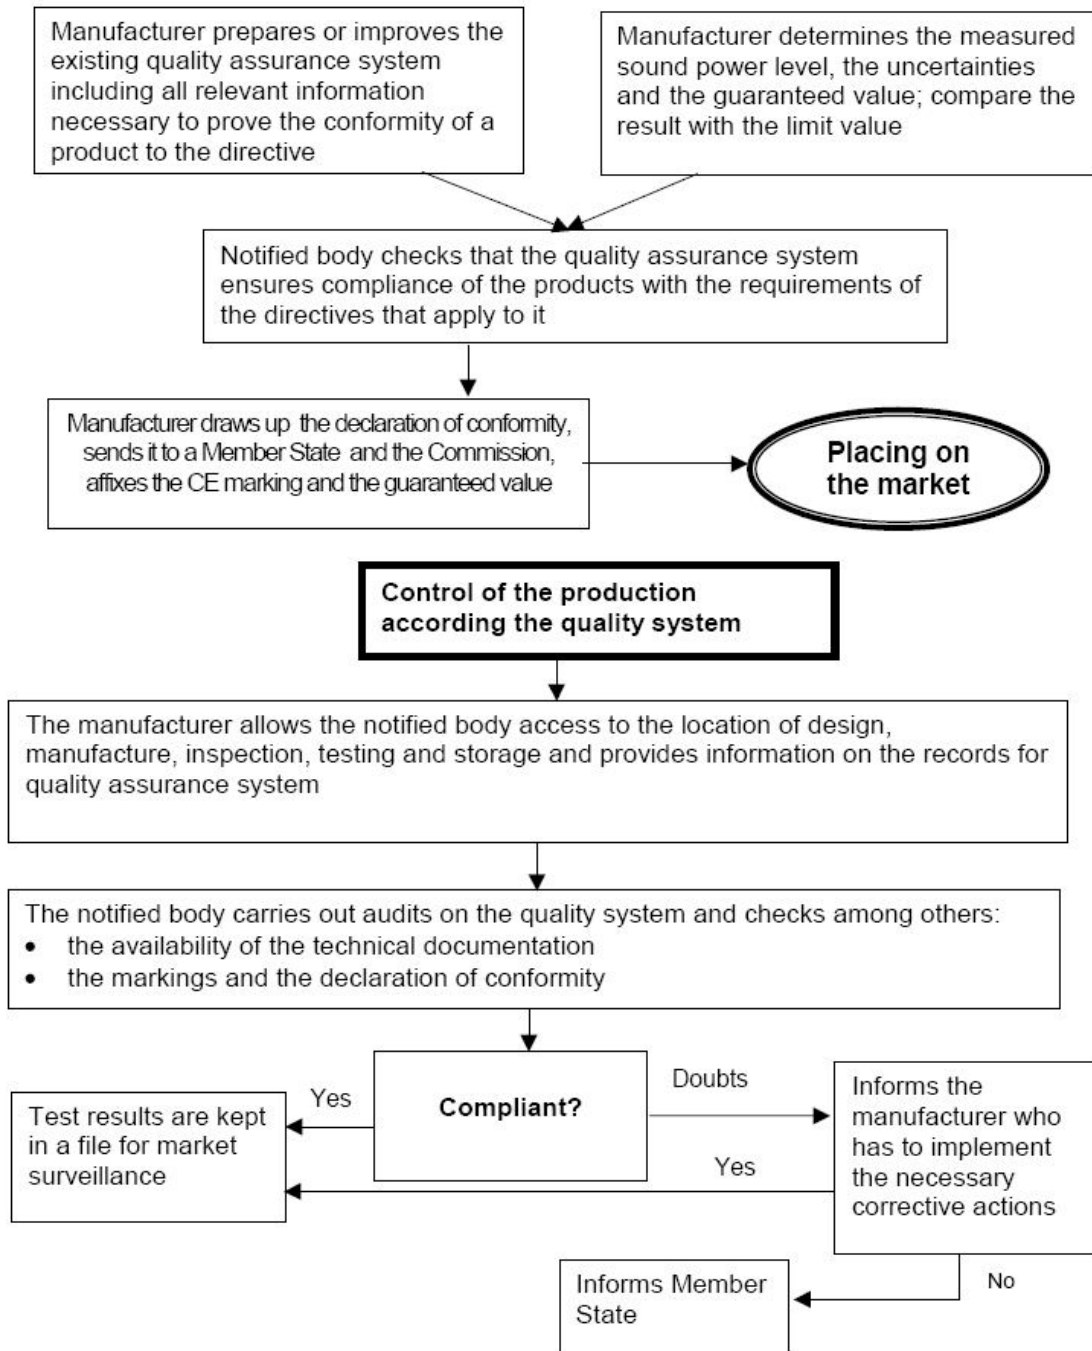 Manufacturer prepares or improves the
existing quality assurance system
including all relevant information
necessary to prove the conformity of a
product to the directive
Manufacturer determines the measured
sound power level, the uncertainties
and the guaranteed value; compare the
result with the limit value
Notified body checks that the quality assurance system
ensures compliance of the products with the requirements of
the directives that apply to it
Manufacturer draws up the declaration of conformity,
sends it to a Member State and the Commission,
affixes the CE marking and the guaranteed value
Placing on
the market
Control of the production
according the quality system
The manufacturer allows the notified body access to the location of design,
manufacture, inspection, testing and storage and provides information on the records for
quality assurance system
The notified body carries out audits on the quality system and checks among others:
• the availability of the technical documentation
• the markings and the declaration of conformity
Compliant?
Yes
Test results are kept
in a file for market
surveillance
Doubts
Informs the
manufacturer who
has to implement
the necessary
corrective actions
Yes
No
Informs Member
State